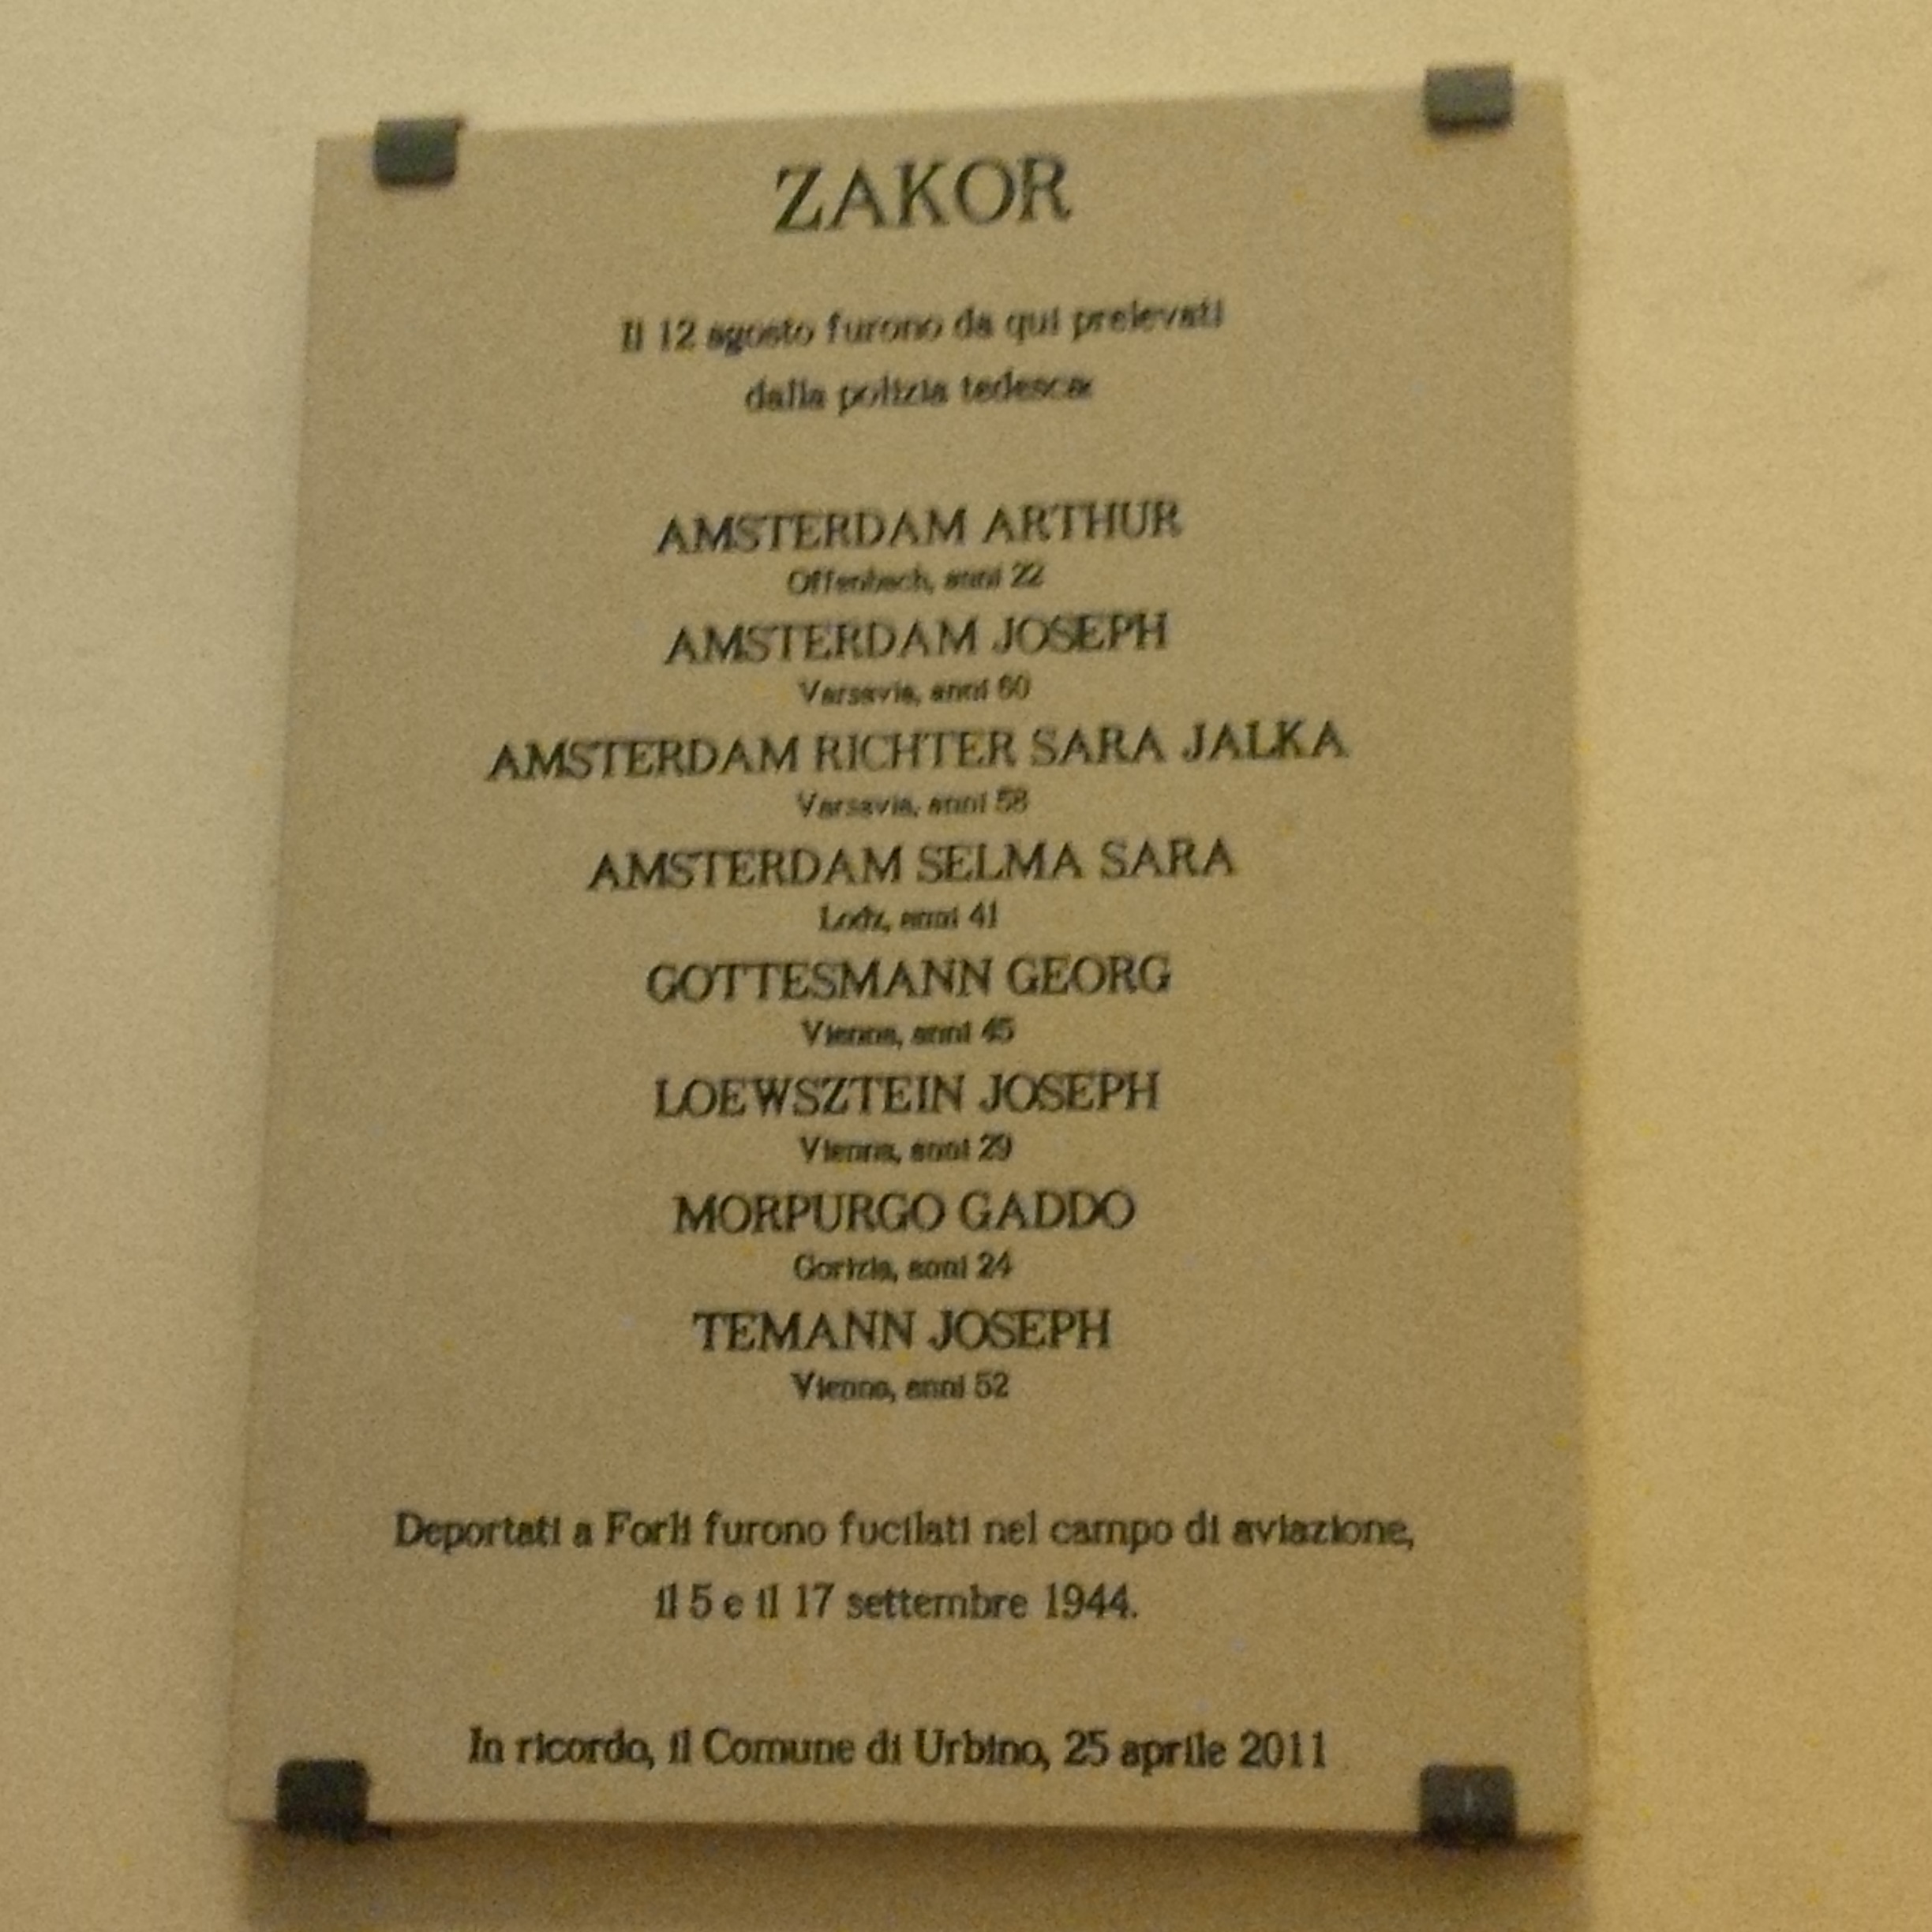 ZAKOR
Il 12 agosto furono da qui prelevati
dalla polizia tedesca:
AMSTERDAM ARTHUR
Offenbach, anni 22
AMSTERDAM JOSEPH
Varsavia, anni 60
AMSTERDAM RICHTER SARA JALKA
Varsavia, anni 58
AMSTERDAM SELMA SARA
Lodz, anni 41
GOTTESMANN GEORG
Vienna, anni 45
LOEWSZTEIN JOSEPH
Vienna, anni 29
MORPURGO GADDO
Gorizia, anni 24
TEMANN JOSEPH
Vienna, anni 52
Deportati a Forlì furono fucilati nel campo di aviazione,
il 5 e il 17 settembre 1944.
In ricordo, il Comune di Urbino, 25 aprile 2011